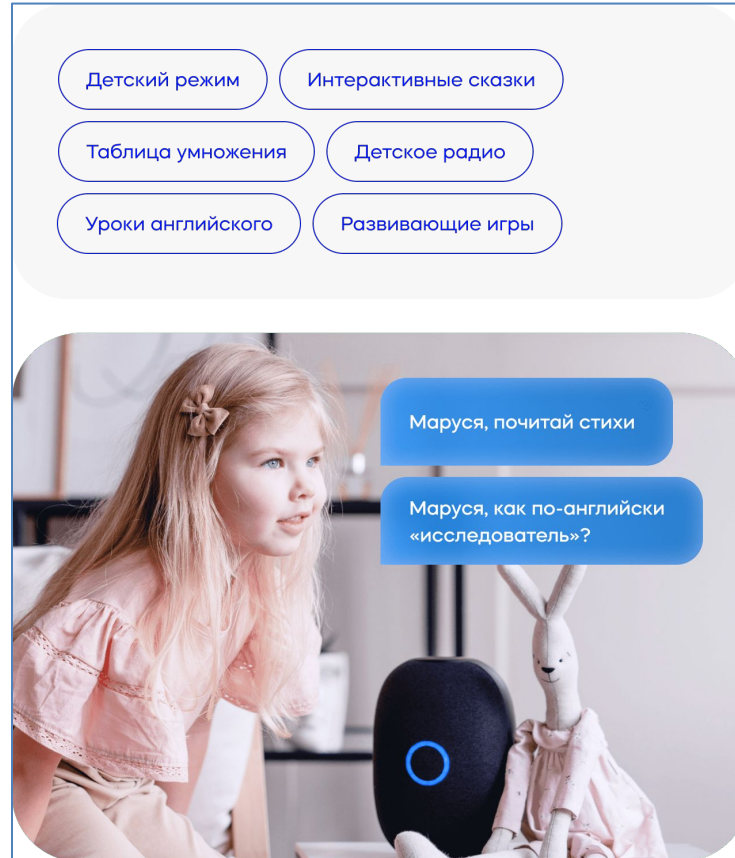 Детский режим
Интерактивные сказки
Таблица умножения
Детское радио
Уроки английского
Развивающие игры
Маруся, почитай стихи
Маруся, как по-английски
«исследователь»?